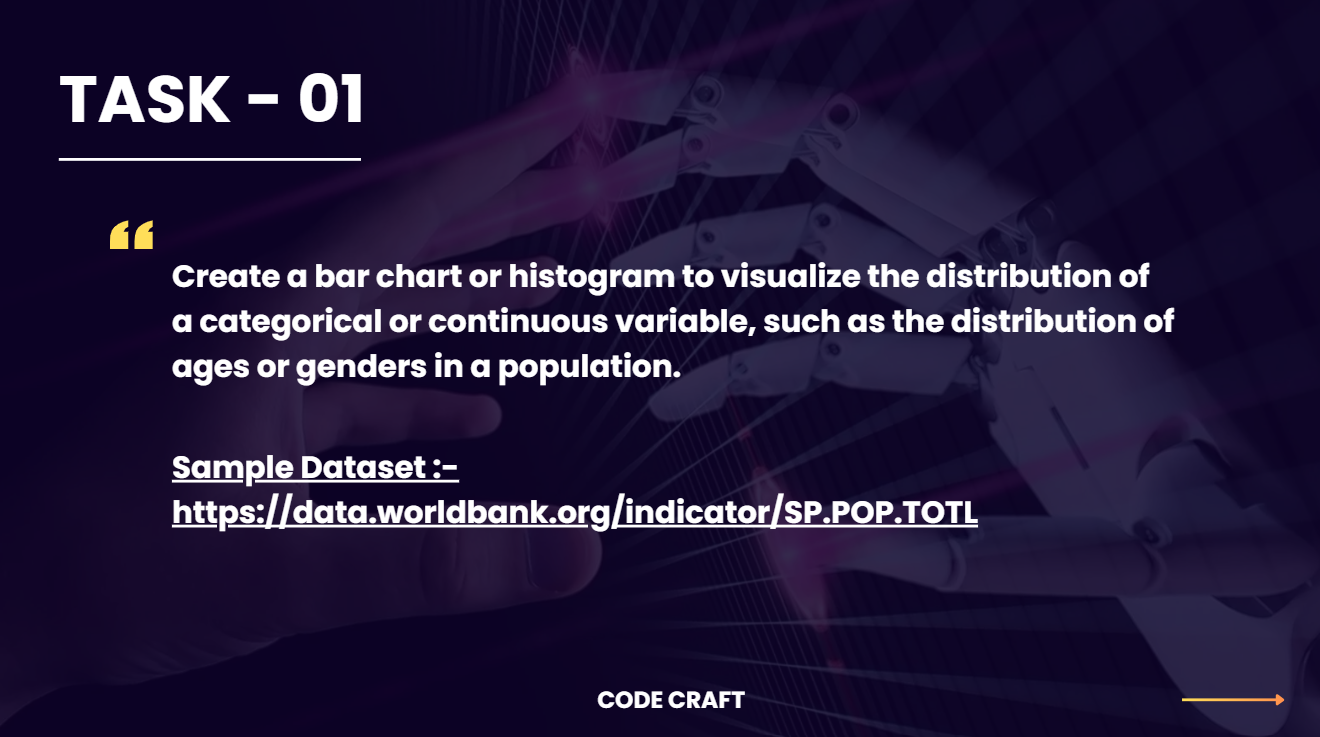 TASK - 01
“
Create a bar chart or histogram to visualize the distribution of
a categorical or continuous variable, such as the distribution of
ages or genders in a population.
Sample Dataset :-
https://data.worldbank.org/indicator/SP.POP.TOTL
CODE CRAFT